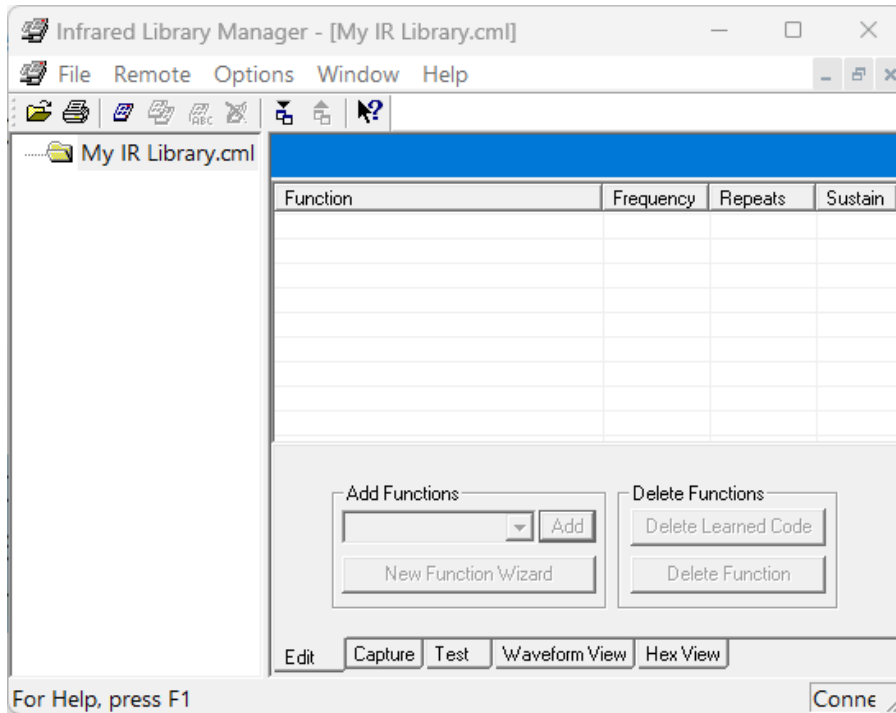 Infrared Library Manager - [My IR Library.cml]
File Remote Options Window Help
ABC
My IR Library.cml
Function Frequency Repeats Sustain
Add Functions Delete Functions
Add Delete Learned Code
New Function Wizard Delete Function
Edit Capture Test Waveform View Hex View
For Help, press F1 Conne